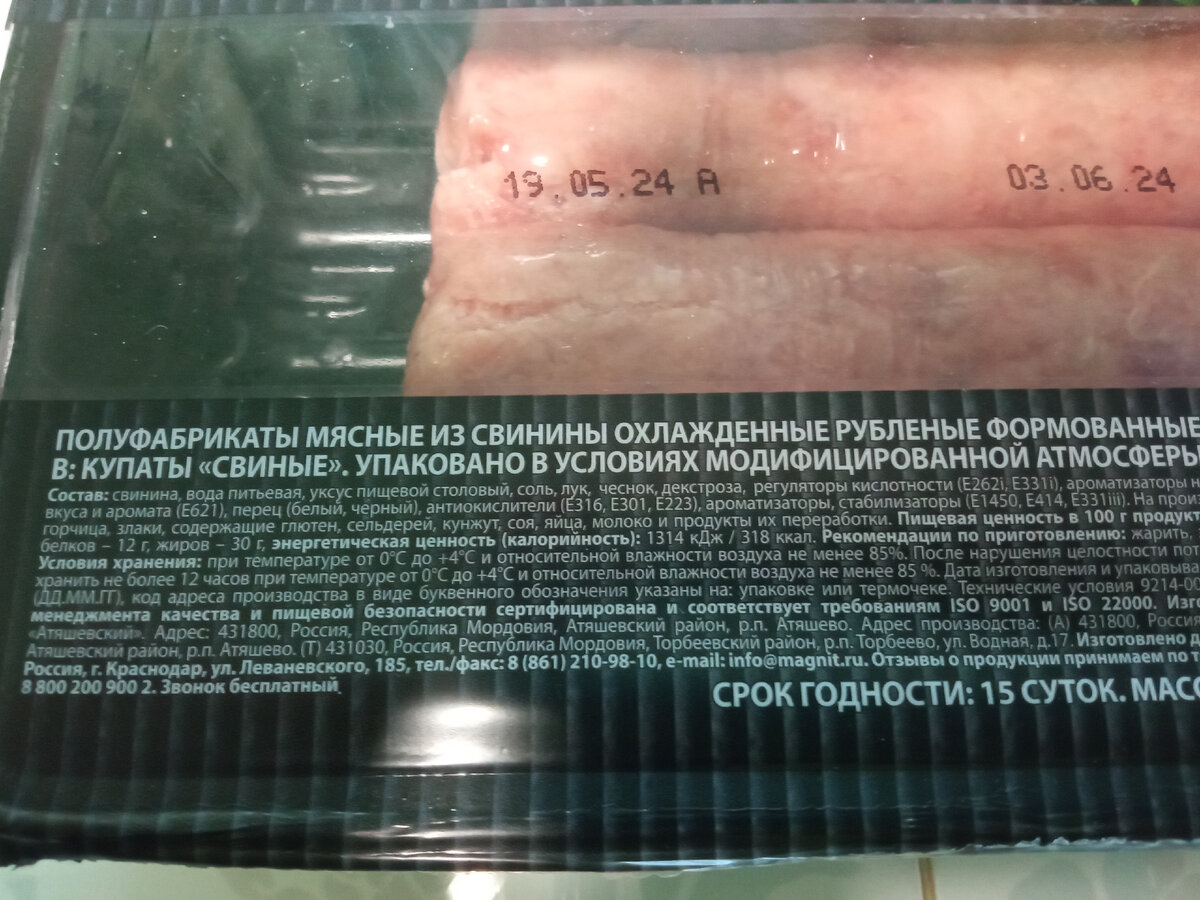 19.05.24 А 03.06.24
ПОЛУФАБРИКАТЫ МЯСНЫЕ ИЗ СВИНИНЫ ОХЛАЖДЕННЫЕ РУБЛЕНЫЕ ФОРМОВАННЫЕ
В: КУПАТЫ «СВИНЫЕ». УПАКОВАНО В УСЛОВИЯХ МОДИФИЦИРОВАННОЙ АТМОСФЕРЫ
Состав: свинина, вода питьевая, уксус пищевой столовый, соль, лук, чеснок, декстроза, регуляторы кислотности (Е262i, Е331i), ароматизаторы
вкуса и аромата (Е621), перец (белый, черный), антиокислители (Е316, Е301, Е223), ароматизаторы, стабилизаторы (Е1450, Е414, Е331iii). На
горчица, злаки, содержащие глютен, сельдерей, кунжут, соя, яйца, молоко и продукты их переработки. Пищевая ценность в 100 г
белков – 12 г, жиров – 30 г, энергетическая ценность (калорийность): 1314 кДж / 318 ккал. Рекомендации по приготовлению: жарить,
Условия хранения: при температуре от 0°С до +4°С и относительной влажности воздуха не менее 85%. После нарушения целостности
хранить не более 12 часов при температуре от 0°С до +4°С и относительной влажности воздуха не менее 85 %. Дата изготовления и
(ДД.ММ.ГГ), код адреса производства в виде буквенного обозначения указаны на: упаковке или термочеке. Технические условия
менеджмента качества и пищевой безопасности сертифицирована и соответствует требованиям ISO 9001 и ISO 22000.
«Атяшевский». Адрес: 431800, Россия, Республика Мордовия, Атяшевский район, р.п. Атяшево. Адрес производства: (А) 431800,
Атяшевский район, р.п. Атяшево. (Т) 431030, Россия, Республика Мордовия, Торбеевский район, р.п. Торбеево, ул. Водная, д.17. Изготовлено
Россия, г. Краснодар, ул. Леваневского, 185, тел./факс: 8 (861) 210-98-10, e-mail: info@magnit.ru. Отзывы о продукции принимаем по
8 800 200 900 2. Звонок бесплатный
СРОК ГОДНОСТИ: 15 СУТОК.